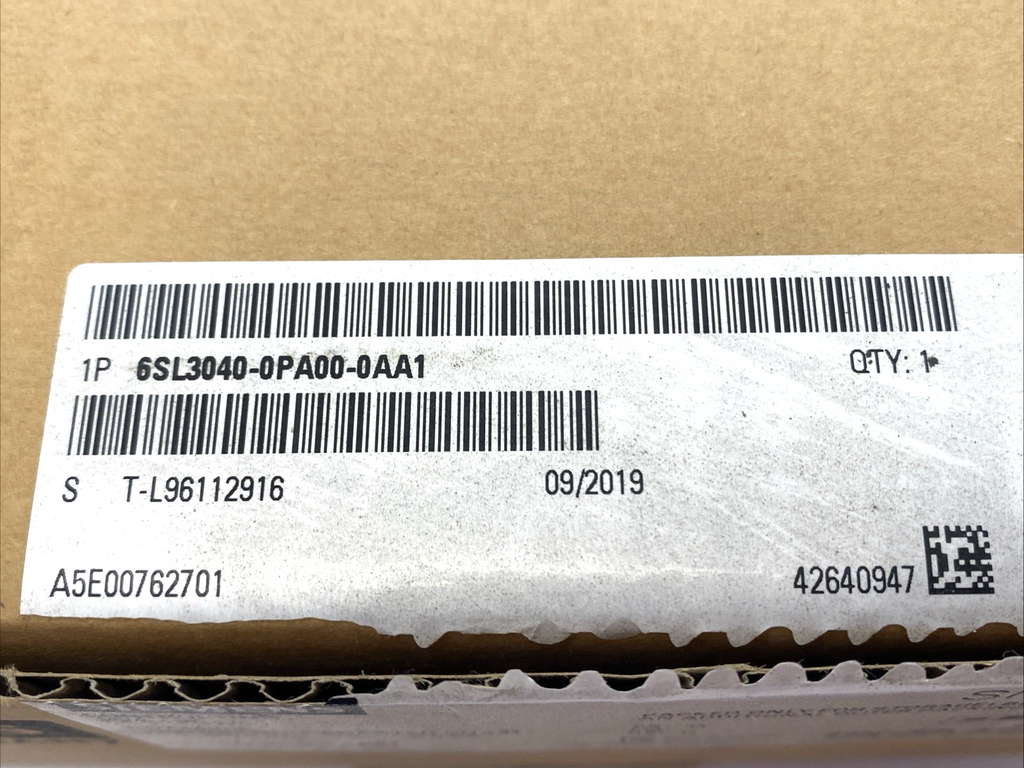 1P 6SL3040-0PA00-0AA1 QTY: 1
S T-L96112916 09/2019
A5E00762701 42640947